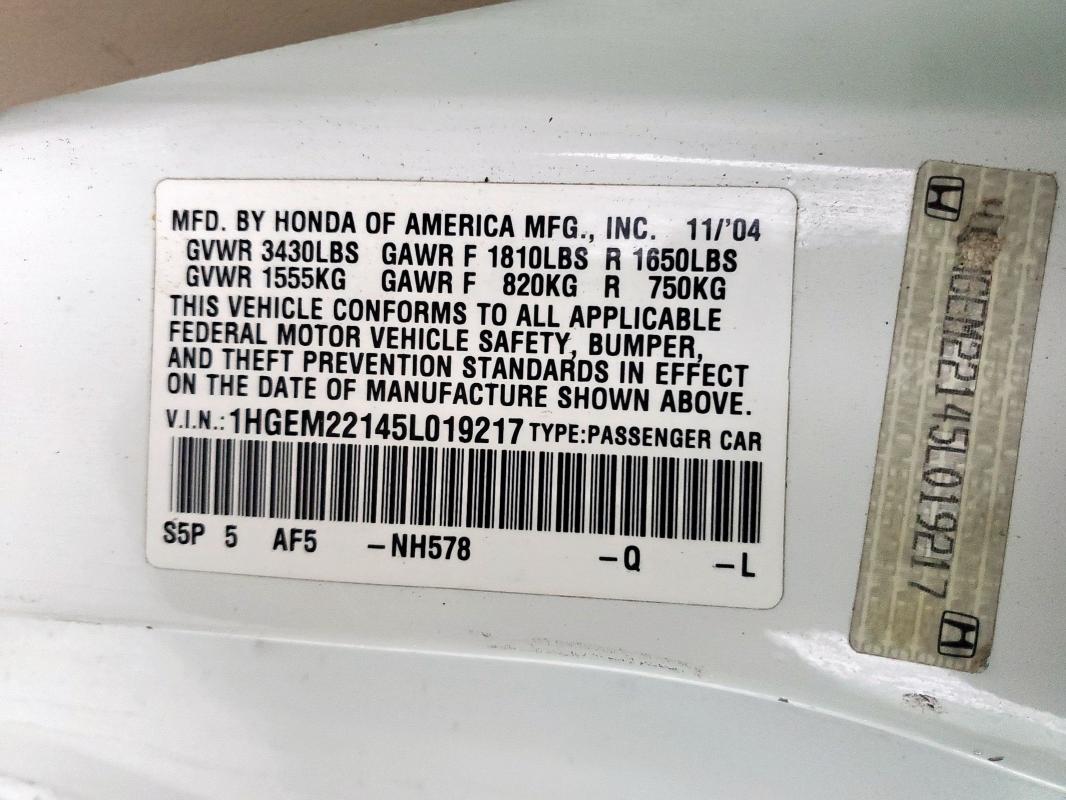 MFD. BY HONDA OF AMERICA MFG., INC. 11/'04
GVWR 3430LBS GAWR F 1810LBS R 1650LBS
GVWR 1555KG GAWR F 820KG R 750KG
THIS VEHICLE CONFORMS TO ALL APPLICABLE
FEDERAL MOTOR VEHICLE SAFETY, BUMPER,
AND THEFT PREVENTION STANDARDS IN EFFECT
ON THE DATE OF MANUFACTURE SHOWN ABOVE.
V.I.N.: 1HGEM22145L019217 TYPE:PASSENGER CAR
S5P 5 AF5 -NH578 -Q -L
HGEM22145L019217